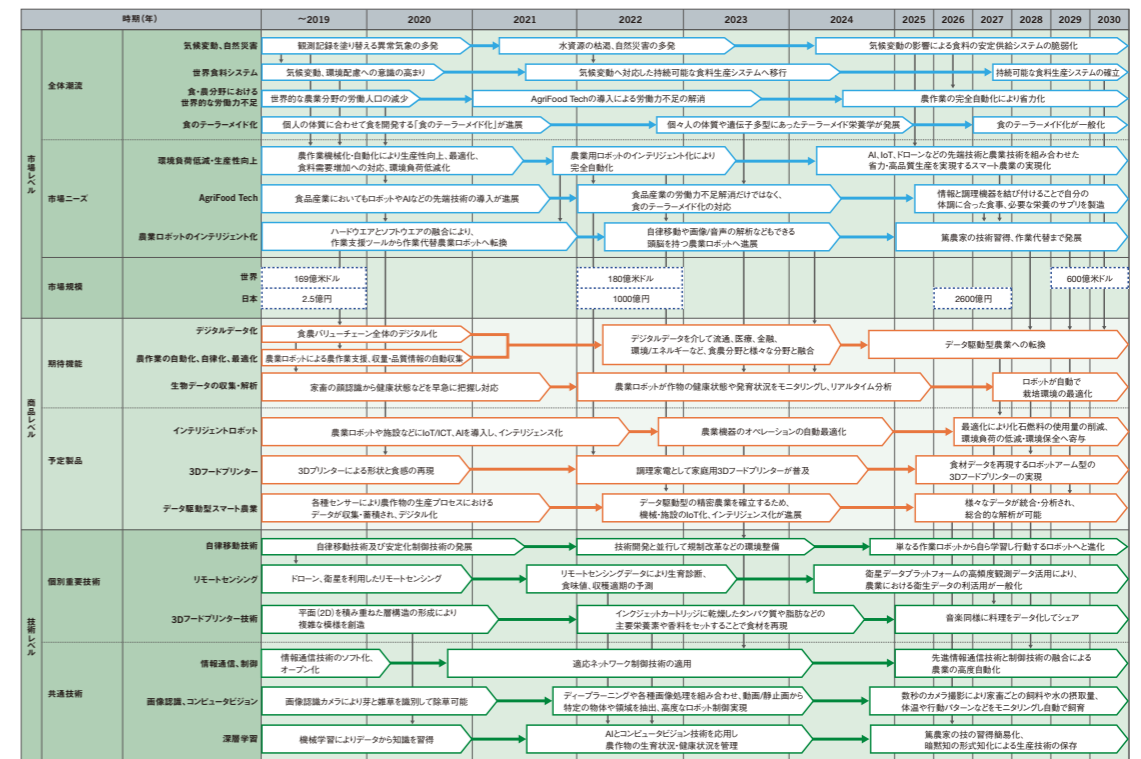 時期（年）
～2019
2020
2021
2022
2023
2024
2025
2026
2027
2028
2029
2030
市場レベル
全体潮流
気候変動、自然災害
観測記録を塗り替える異常気象の多発
水資源の枯渇、自然災害の多発
気候変動の影響による食料の安定供給システムの脆弱化
世界食料システム
気候変動、環境配慮への意識の高まり
気候変動へ対応した持続可能な食料生産システムへ移行
持続可能な食料生産システムの確立
食・農分野における
世界的な労働力不足
世界的な農業分野の労働人口の減少
AgriFood Techの導入による労働力不足の解消
農作業の完全自動化により省力化
食のテーラーメイド化
個人の体質に合わせて食を開発する「食のテーラーメイド化」が進展
個々人の体質や遺伝子多型にあったテーラーメイド栄養学が発展
食のテーラーメイド化が一般化
市場ニーズ
環境負荷低減・生産性向上
農作業機械化・自動化により生産性向上、最適化、
食料需要増加への対応、環境負荷低減化
農業用ロボットのインテリジェント化により
完全自動化
AI、IoT、ドローンなどの先端技術と農業技術を組み合わせた
省力・高品質生産を実現するスマート農業の実現化
AgriFood Tech
食品産業においてもロボットやAIなどの先端技術の導入が進展
食品産業の労働力不足解消だけではなく、
食のテーラーメイド化の対応
情報と調理機器を結び付けることで自分の
体調に合った食事、必要な栄養のサプリを製造
農業ロボットのインテリジェント化
ハードウエアとソフトウエアの融合により、
作業支援ツールから作業代替農業ロボットへ転換
自律移動や画像/音声の解析などもできる
頭脳を持つ農業ロボットへ進展
篤農家の技術習得、作業代替まで発展
市場規模
世界
169億米ドル
180億米ドル
600億米ドル
日本
2.5億円
1000億円
2600億円
商品レベル
期待機能
デジタルデータ化
食農バリューチェーン全体のデジタル化
デジタルデータを介して流通、医療、金融、
環境/エネルギーなど、食農分野と様々な分野と融合
データ駆動型農業への転換
農作業の自動化、自律化、最適化
農業ロボットによる農作業支援、収量・品質情報の自動収集
生物データの収集・解析
家畜の顔認識から健康状態などを早急に把握し対応
農業ロボットが作物の健康状態や発育状況をモニタリングし、リアルタイム分析
ロボットが自動で
栽培環境の最適化
予定製品
インテリジェントロボット
農業ロボットや施設などにIoT/ICT、AIを導入し、インテリジェンス化
農業機器のオペレーションの自動最適化
最適化により化石燃料の使用量の削減、
環境負荷の低減・環境保全へ寄与
3Dフードプリンター
3Dプリンターによる形状と食感の再現
調理家電として家庭用3Dフードプリンターが普及
食材データを再現するロボットアーム型の
3Dフードプリンターの実現
データ駆動型スマート農業
各種センサーにより農作物の生産プロセスにおける
データが収集・蓄積され、デジタル化
データ駆動型の精密農業を確立するため、
機械・施設のIoT化、インテリジェンス化が進展
様々なデータが統合・分析され、
総合的な解析が可能
技術レベル
個別重要技術
自律移動技術
自律移動技術及び安定化制御技術の発展
技術開発と並行して規制改革などの環境整備
単なる作業ロボットから自ら学習し行動するロボットへと進化
リモートセンシング
ドローン、衛星を利用したリモートセンシング
リモートセンシングデータにより生育診断、
食味値、収穫適期の予測
衛星データプラットフォームの高頻度観測データ活用により、
農業における衛生データの利活用が一般化
3Dフードプリンター技術
平面（2D）を積み重ねた層構造の形成により
複雑な模様を創造
インクジェットカートリッジに乾燥したタンパク質や脂肪などの
主要栄養素や香料をセットすることで食材を再現
音楽同様に料理をデータ化してシェア
共通技術
情報通信、制御
情報通信技術のソフト化、
オープン化
適応ネットワーク制御技術の適用
先進情報通信技術と制御技術の融合による
農業の高度自動化
画像認識、コンピュータビジョン
画像認識カメラにより芽と雑草を識別して除草可能
ディープラーニングや各種画像処理を組み合わせ、動画/静止画から
特定の物体や領域を抽出、高度なロボット制御実現
数秒のカメラ撮影により家畜ごとの飼料や水の摂取量、
体温や行動パターンなどをモニタリングし自動で飼育
深層学習
機械学習によりデータから知識を習得
AIとコンピュータビジョン技術を応用し
農作物の生育状況・健康状況を管理
篤農家の技の習得簡易化、
暗黙知の形式知化による生産技術の保存